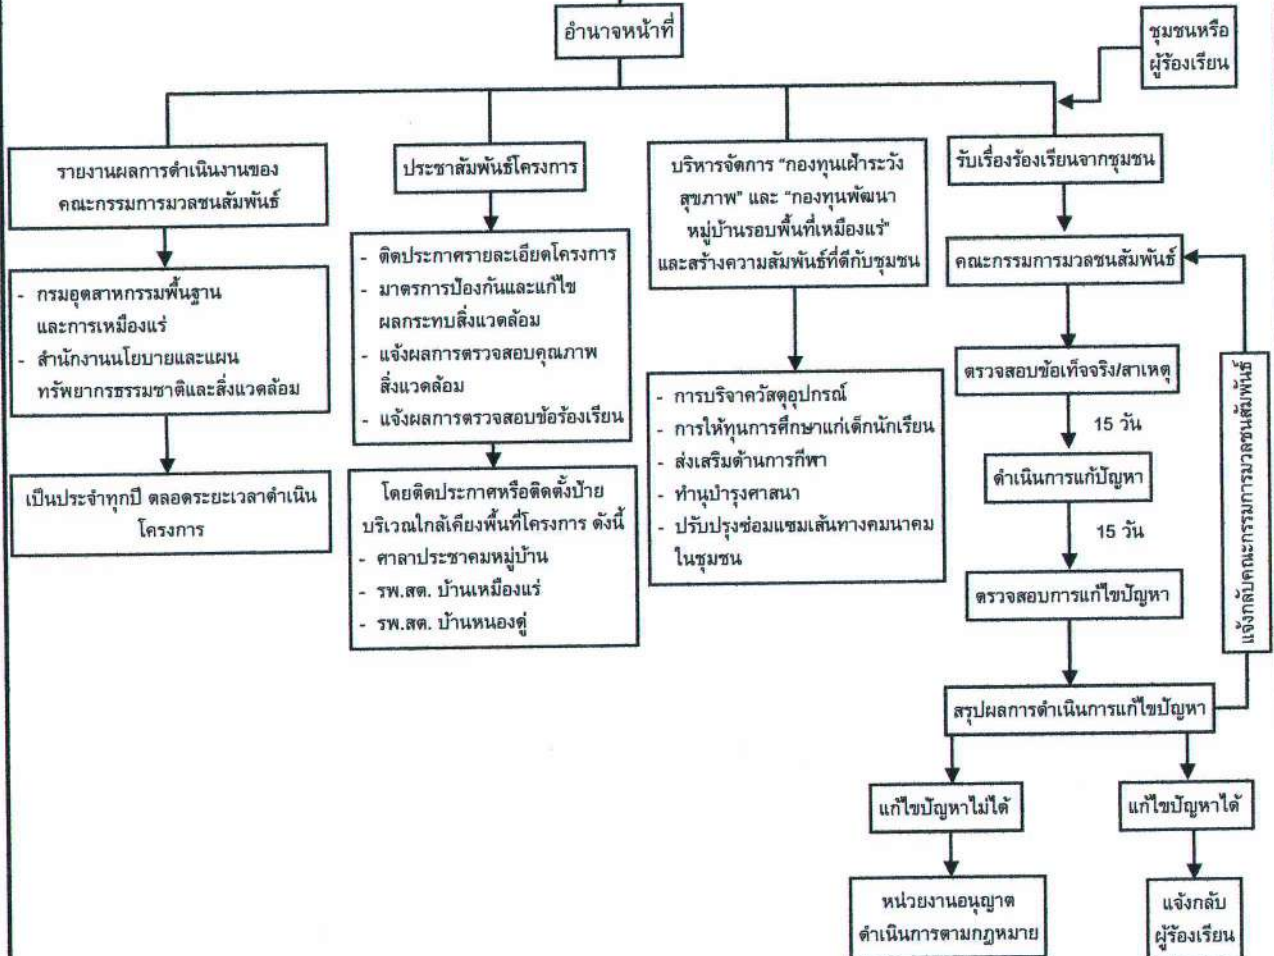 อำนาจหน้าที่
ชุมชนหรือ
ผู้ร้องเรียน
รายงานผลการดำเนินงานของ
คณะกรรมการมวลชนสัมพันธ์
- กรมอุตสาหกรรมพื้นฐาน
และการเหมืองแร่
- สำนักงานนโยบายและแผน
ทรัพยากรธรรมชาติและสิ่งแวดล้อม
เป็นประจำทุกปี ตลอดระยะเวลาดำเนิน
โครงการ
ประชาสัมพันธ์โครงการ
- ติดประกาศรายละเอียดโครงการ
- มาตรการป้องกันและแก้ไข
ผลกระทบสิ่งแวดล้อม
- แจ้งผลการตรวจสอบคุณภาพ
สิ่งแวดล้อม
- แจ้งผลการตรวจสอบข้อร้องเรียน
โดยติดประกาศหรือติดตั้งป้าย
บริเวณใกล้เคียงพื้นที่โครงการ ดังนี้
- ศาลาประชาคมหมู่บ้าน
- รพ.สต. บ้านเหมืองแร่
- รพ.สต. บ้านหนองดู่
บริหารจัดการ "กองทุนเฝ้าระวัง
สุขภาพ" และ "กองทุนพัฒนา
หมู่บ้านรอบพื้นที่เหมืองแร่"
และสร้างความสัมพันธ์ที่ดีกับชุมชน
- การบริจาควัสดุอุปกรณ์
- การให้ทุนการศึกษาแก่เด็กนักเรียน
- ส่งเสริมด้านการกีฬา
- ทำนุบำรุงศาสนา
- ปรับปรุงซ่อมแซมเส้นทางคมนาคม
ในชุมชน
รับเรื่องร้องเรียนจากชุมชน
คณะกรรมการมวลชนสัมพันธ์
ตรวจสอบข้อเท็จจริง/สาเหตุ
15 วัน
ดำเนินการแก้ปัญหา
15 วัน
ตรวจสอบการแก้ไขปัญหา
แจ้งกลับคณะกรรมการมวลชนสัมพันธ์
สรุปผลการดำเนินการแก้ไขปัญหา
แก้ไขปัญหาไม่ได้
แก้ไขปัญหาได้
หน่วยงานอนุญาต
ดำเนินการตามกฎหมาย
แจ้งกลับ
ผู้ร้องเรียน